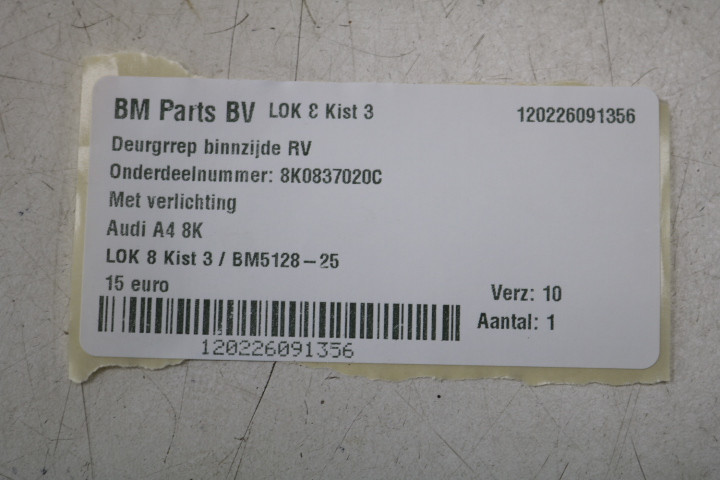 BM Parts BV LOK 8 Kist 3 120226091356
Deurgrrep binnzijde RV
Onderdeelnummer: 8K0837020C
Met verlichting
Audi A4 8K
LOK 8 Kist 3 / BM5128-25
15 euro
Verz: 10
Aantal: 1
120226091356